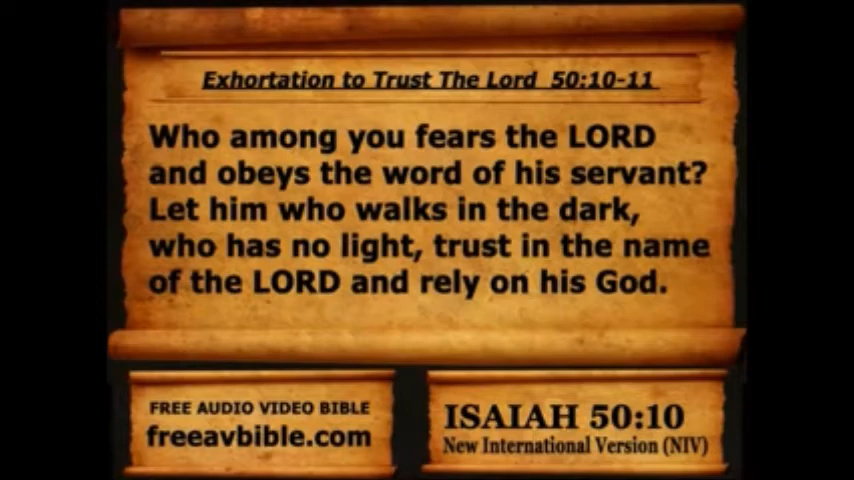 Exhortation to Trust The Lord 50:10-11
Who among you fears the LORD
and obeys the word of his servant?
Let him who walks in the dark,
who has no light, trust in the name
of the LORD and rely on his God.
FREE AUDIO VIDEO BIBLE
freeavbible.com
ISAIAH 50:10
New International Version (NIV)